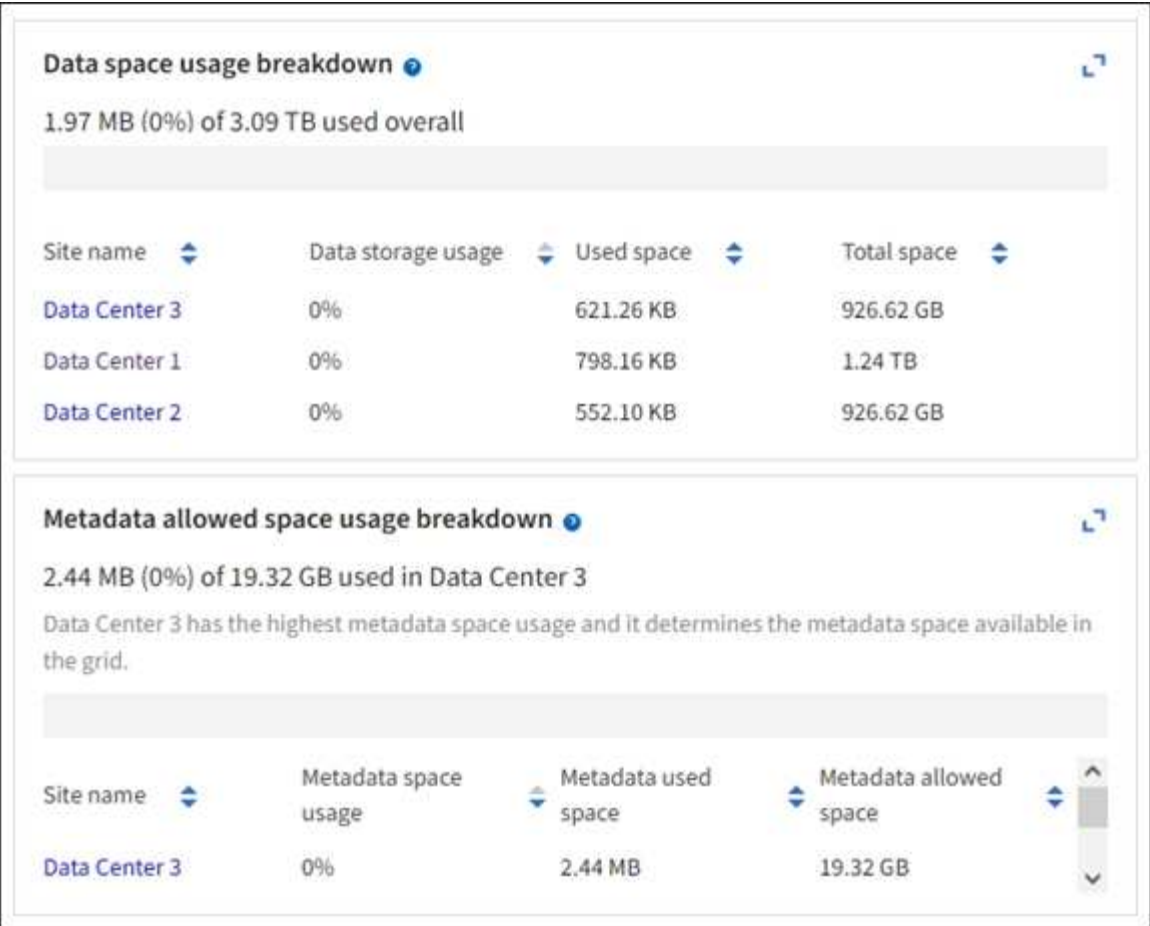 Data space usage breakdown ?
1.97 MB (0%) of 3.09 TB used overall
Site name Data storage usage Used space Total space
Data Center 3 0% 621.26 KB 926.62 GB
Data Center 1 0% 798.16 KB 1.24 TB
Data Center 2 0% 552.10 KB 926.62 GB
Metadata allowed space usage breakdown ?
2.44 MB (0%) of 19.32 GB used in Data Center 3
Data Center 3 has the highest metadata space usage and it determines the metadata space available in
the grid.
Site name Metadata space usage Metadata used space Metadata allowed space
Data Center 3 0% 2.44 MB 19.32 GB